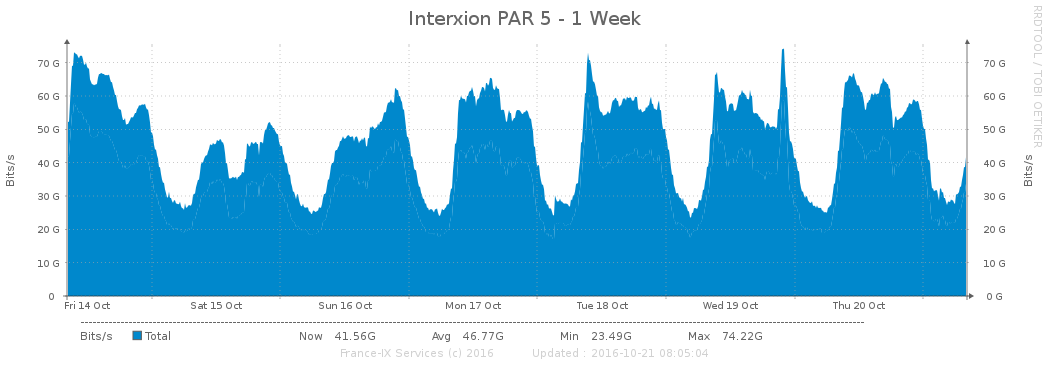 Interxion PAR 5 - 1 Week
RRDTOOL / TOBI OETIKER
Bits/s
70 G
60 G
50 G
40 G
30 G
20 G
10 G
0
70 G
60 G
50 G
40 G
30 G
20 G
10 G
0 G
Bits/s
Fri 14 Oct Sat 15 Oct Sun 16 Oct Mon 17 Oct Tue 18 Oct Wed 19 Oct Thu 20 Oct
Bits/s Total Now 41.56G Avg 46.77G Min 23.49G Max 74.22G
France-IX Services (c) 2016 Updated : 2016-10-21 08:05:04